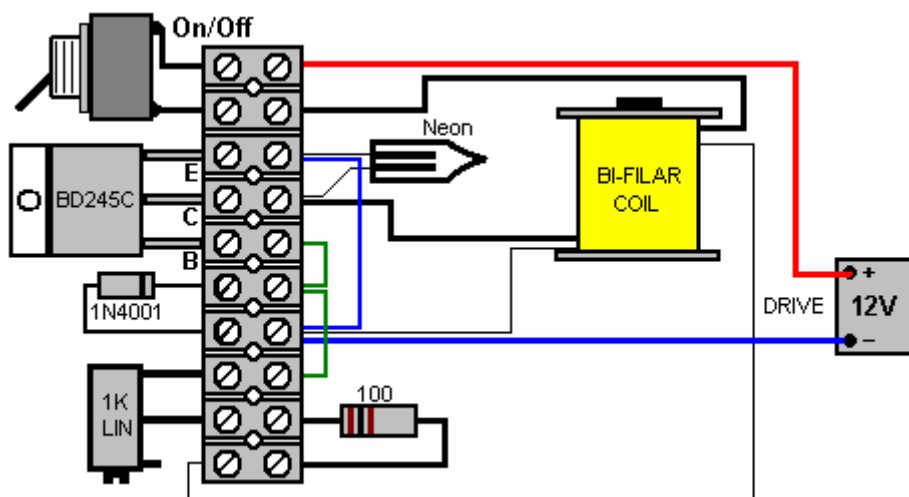 On/Off
Neon
E
BD245C
C
B
BI-FILAR
COIL
1N4001
DRIVE
+
12V
−
1K
LIN
100